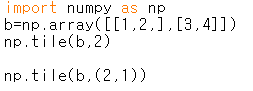 import numpy as np
b=np.array([[1,2,],[3,4]])
np.tile(b,2)
np.tile(b,(2,1))